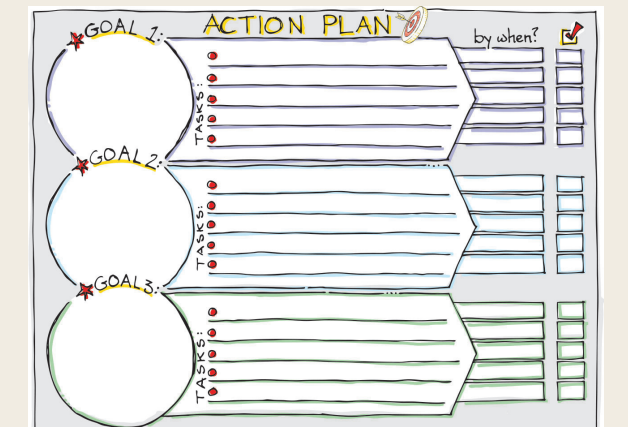 ACTION PLAN
by when?
GOAL 1:
TASKS:
GOAL 2:
TASKS:
GOAL 3:
TASKS: